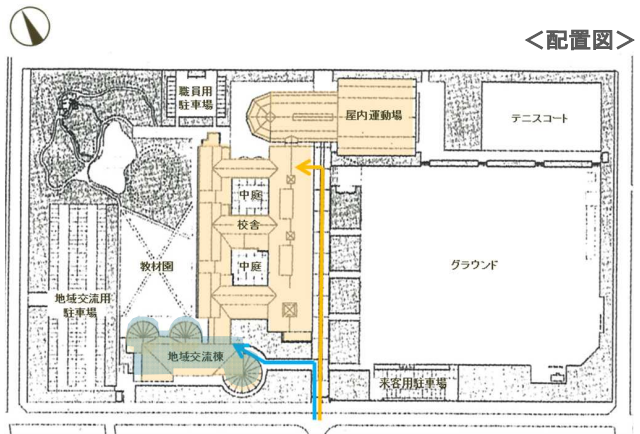 <配置図>
職員用
駐車場
屋内運動場
テニスコート
中庭
校舎
中庭
教材園
グラウンド
地域交流用
駐車場
地域交流棟
来客用駐車場